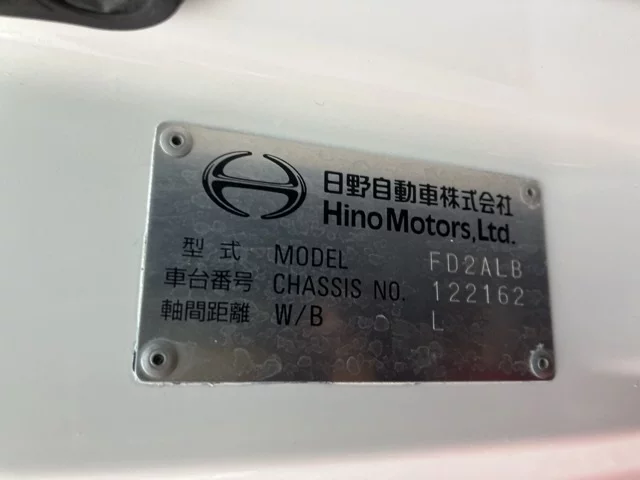 日野自動車株式会社
Hino Motors, Ltd.
型式 MODEL FD2ALB
車台番号 CHASSIS NO. 122162
軸間距離 W/B L